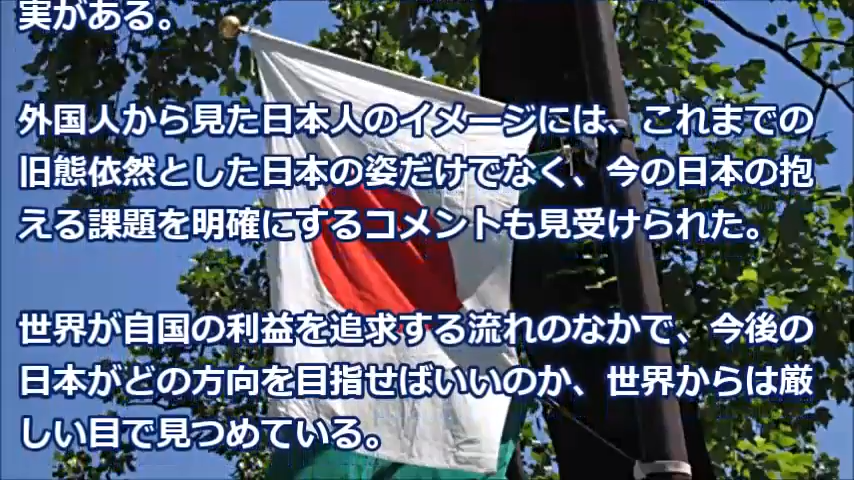 実がある。
外国人から見た日本人のイメージには、これまでの
旧態依然とした日本の姿だけでなく、今の日本の抱
える課題を明確にするコメントも見受けられた。
世界が自国の利益を追求する流れのなかで、今後の
日本がどの方向を目指せばいいのか、世界からは厳
しい目で見つめている。